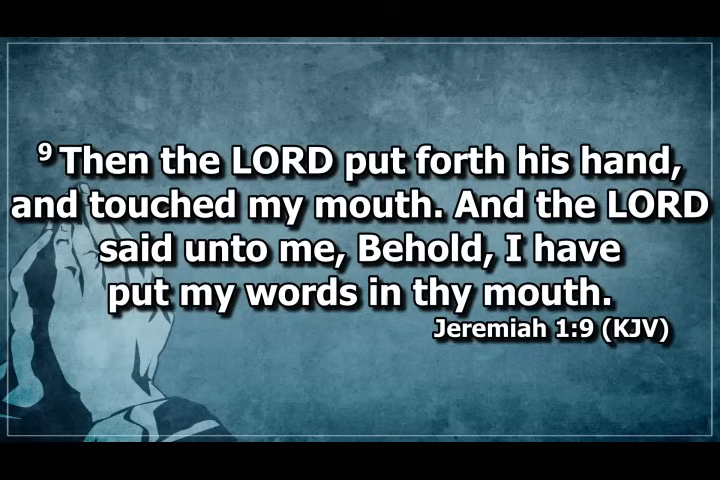 9 Then the LORD put forth his hand,
and touched my mouth. And the LORD
said unto me, Behold, I have
put my words in thy mouth.
Jeremiah 1:9 (KJV)